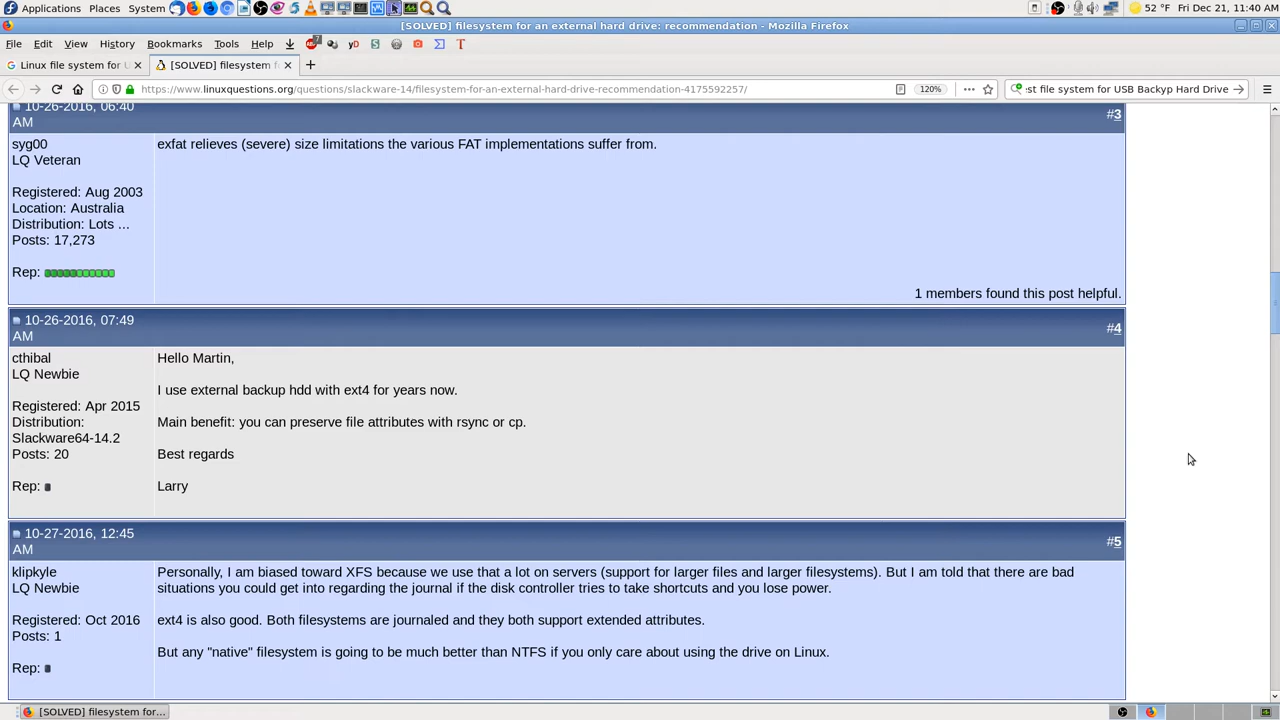 Applications Places System 52 °F Fri Dec 21, 11:40 AM
[SOLVED] filesystem for an external hard drive: recommendation - Mozilla Firefox
File Edit View History Bookmarks Tools Help 7 yD S T
Linux file system for U
[SOLVED] filesystem f
https://www.linuxquestions.org/questions/slackware-14/filesystem-for-an-external-hard-drive-recommendation-4175592257/
120%
st file system for USB Backyp Hard Drive
10-26-2016, 06:40 AM
#3
syg00
LQ Veteran
Registered: Aug 2003
Location: Australia
Distribution: Lots ...
Posts: 17,273
Rep:
exfat relieves (severe) size limitations the various FAT implementations suffer from.
1 members found this post helpful.
10-26-2016, 07:49
AM
#4
cthibal
LQ Newbie
Registered: Apr 2015
Distribution:
Slackware64-14.2
Posts: 20
Rep:
Hello Martin,
I use external backup hdd with ext4 for years now.
Main benefit: you can preserve file attributes with rsync or cp.
Best regards
Larry
10-27-2016, 12:45
AM
#5
klipkyle
LQ Newbie
Registered: Oct 2016
Posts: 1
Rep:
Personally, I am biased toward XFS because we use that a lot on servers (support for larger files and larger filesystems). But I am told that there are bad
situations you could get into regarding the journal if the disk controller tries to take shortcuts and you lose power.
ext4 is also good. Both filesystems are journaled and they both support extended attributes.
But any "native" filesystem is going to be much better than NTFS if you only care about using the drive on Linux.
[SOLVED] filesystem for...